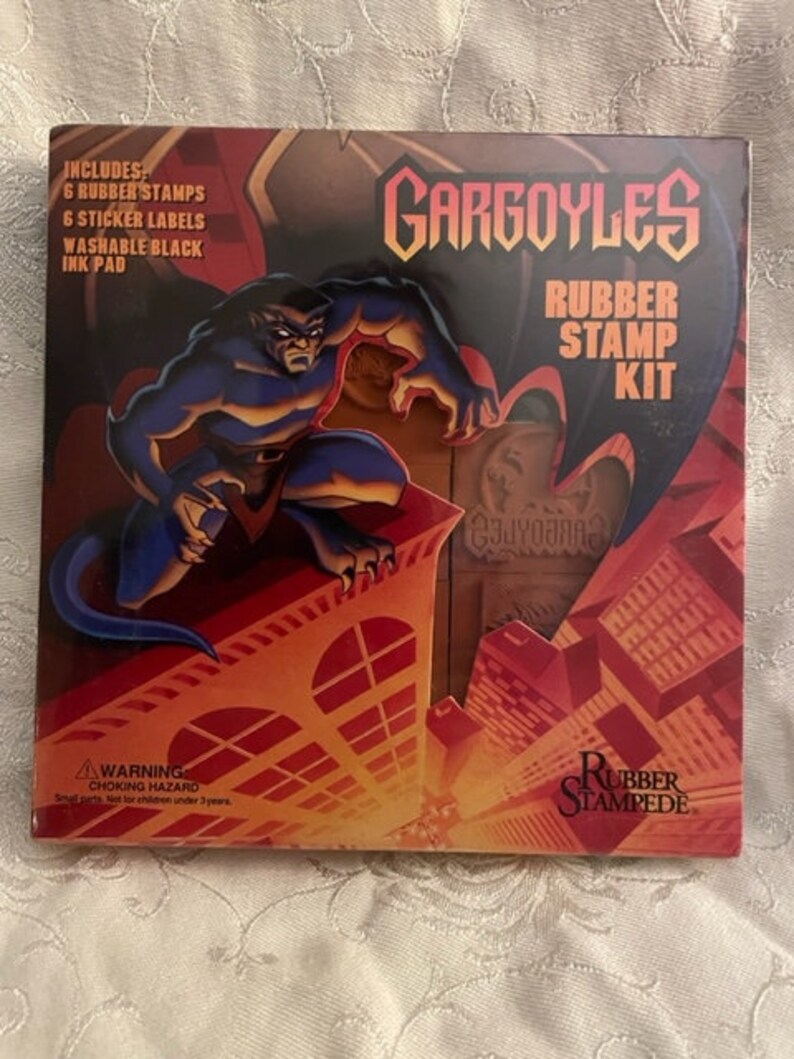 INCLUDES:
6 RUBBER STAMPS
6 STICKER LABELS
WASHABLE BLACK
INK PAD
GARGOYLES
RUBBER
STAMP
KIT
GARGOYLES
WARNING:
CHOKING HAZARD
Small parts. Not for children under 3 years.
RUBBER
STAMPEDE®